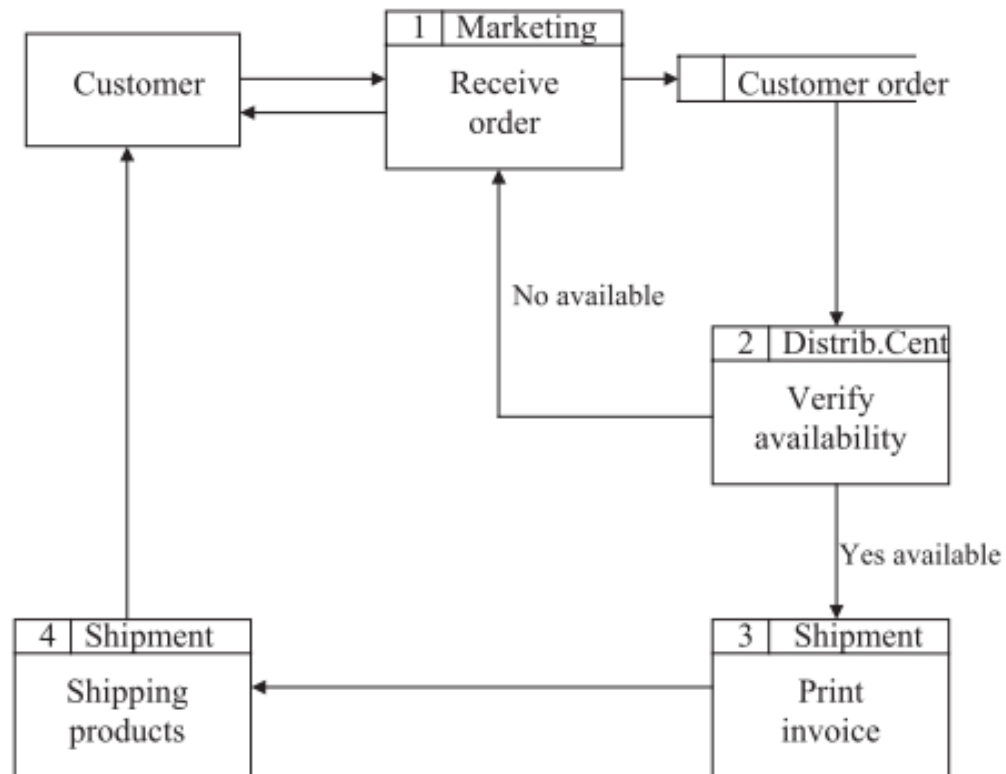 1 Marketing
Customer
Receive
order
Customer order
No available
2 Distrib.Cent
Verify
availability
Yes available
4 Shipment
Shipping
products
3 Shipment
Print
invoice